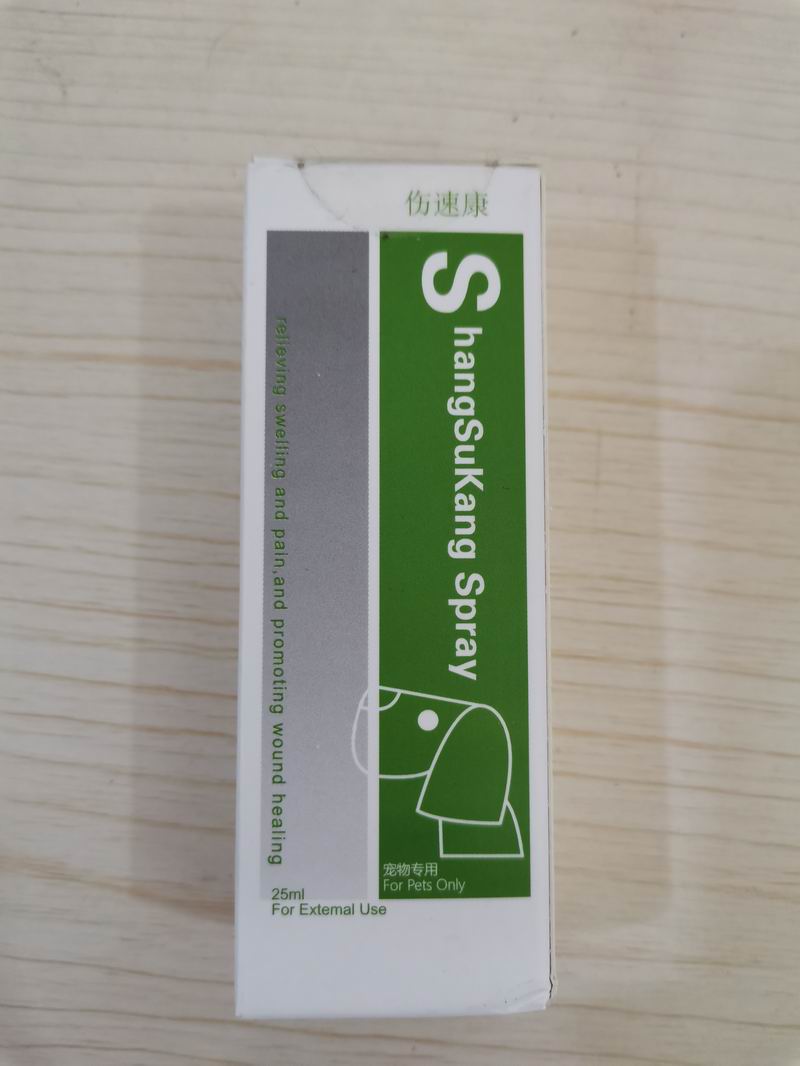 伤速康
ShangSuKang Spray
relieving swelling and pain,and promoting wound healing
宠物专用
For Pets Only
25ml
For External Use